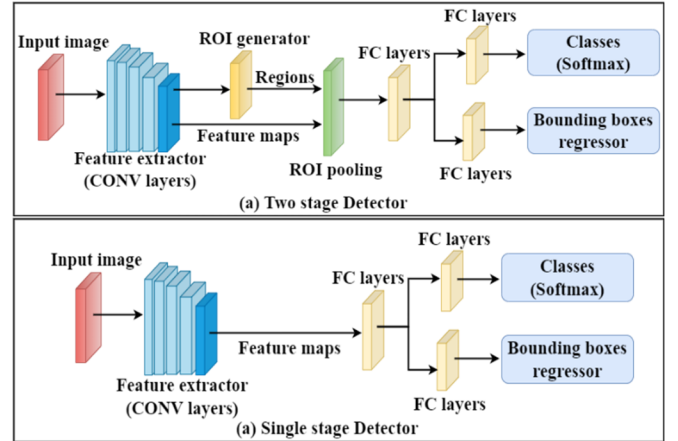 Input image
ROI generator
FC layers
FC layers
Classes
(Softmax)
Regions
Feature maps
Bounding boxes
regressor
Feature extractor
(CONV layers)
ROI pooling
FC layers
(a) Two stage Detector
Input image
FC layers
FC layers
Classes
(Softmax)
Feature maps
Bounding boxes
regressor
Feature extractor
(CONV layers)
FC layers
(a) Single stage Detector